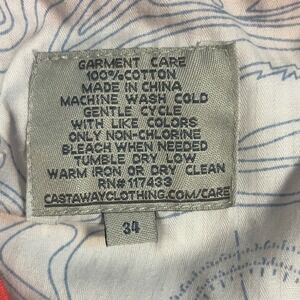 GARMENT CARE
100% COTTON
MADE IN CHINA
MACHINE WASH COLD
GENTLE CYCLE
WITH LIKE COLORS
ONLY NON-CHLORINE
BLEACH WHEN NEEDED
TUMBLE DRY LOW
WARM IRON OR DRY CLEAN
RN# 117433
CASTAWAYCLOTHING.COM/CARE
34